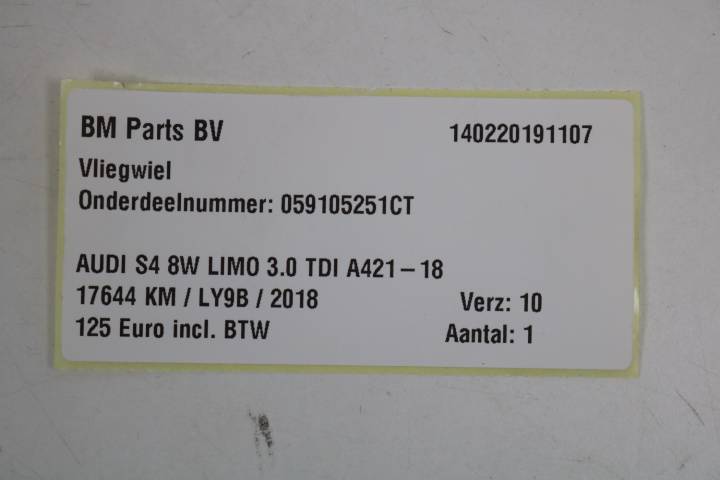 BM Parts BV 140220191107
Vliegwiel
Onderdeelnummer: 059105251CT
AUDI S4 8W LIMO 3.0 TDI A421-18
17644 KM / LY9B / 2018 Verz: 10
125 Euro incl. BTW Aantal: 1